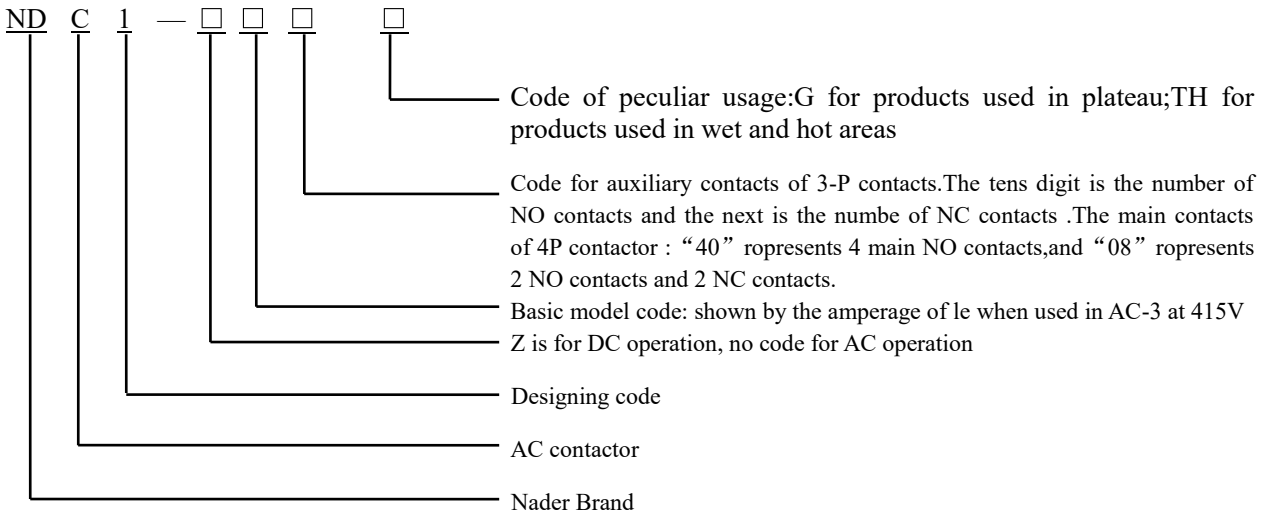 ND C 1 — □ □ □ □
Code of peculiar usage:G for products used in plateau;TH for
products used in wet and hot areas
Code for auxiliary contacts of 3-P contacts.The tens digit is the number of
NO contacts and the next is the numbe of NC contacts .The main contacts
of 4P contactor : “40” ropresents 4 main NO contacts,and “08” ropresents
2 NO contacts and 2 NC contacts.
Basic model code: shown by the amperage of le when used in AC-3 at 415V
Z is for DC operation, no code for AC operation
Designing code
AC contactor
Nader Brand